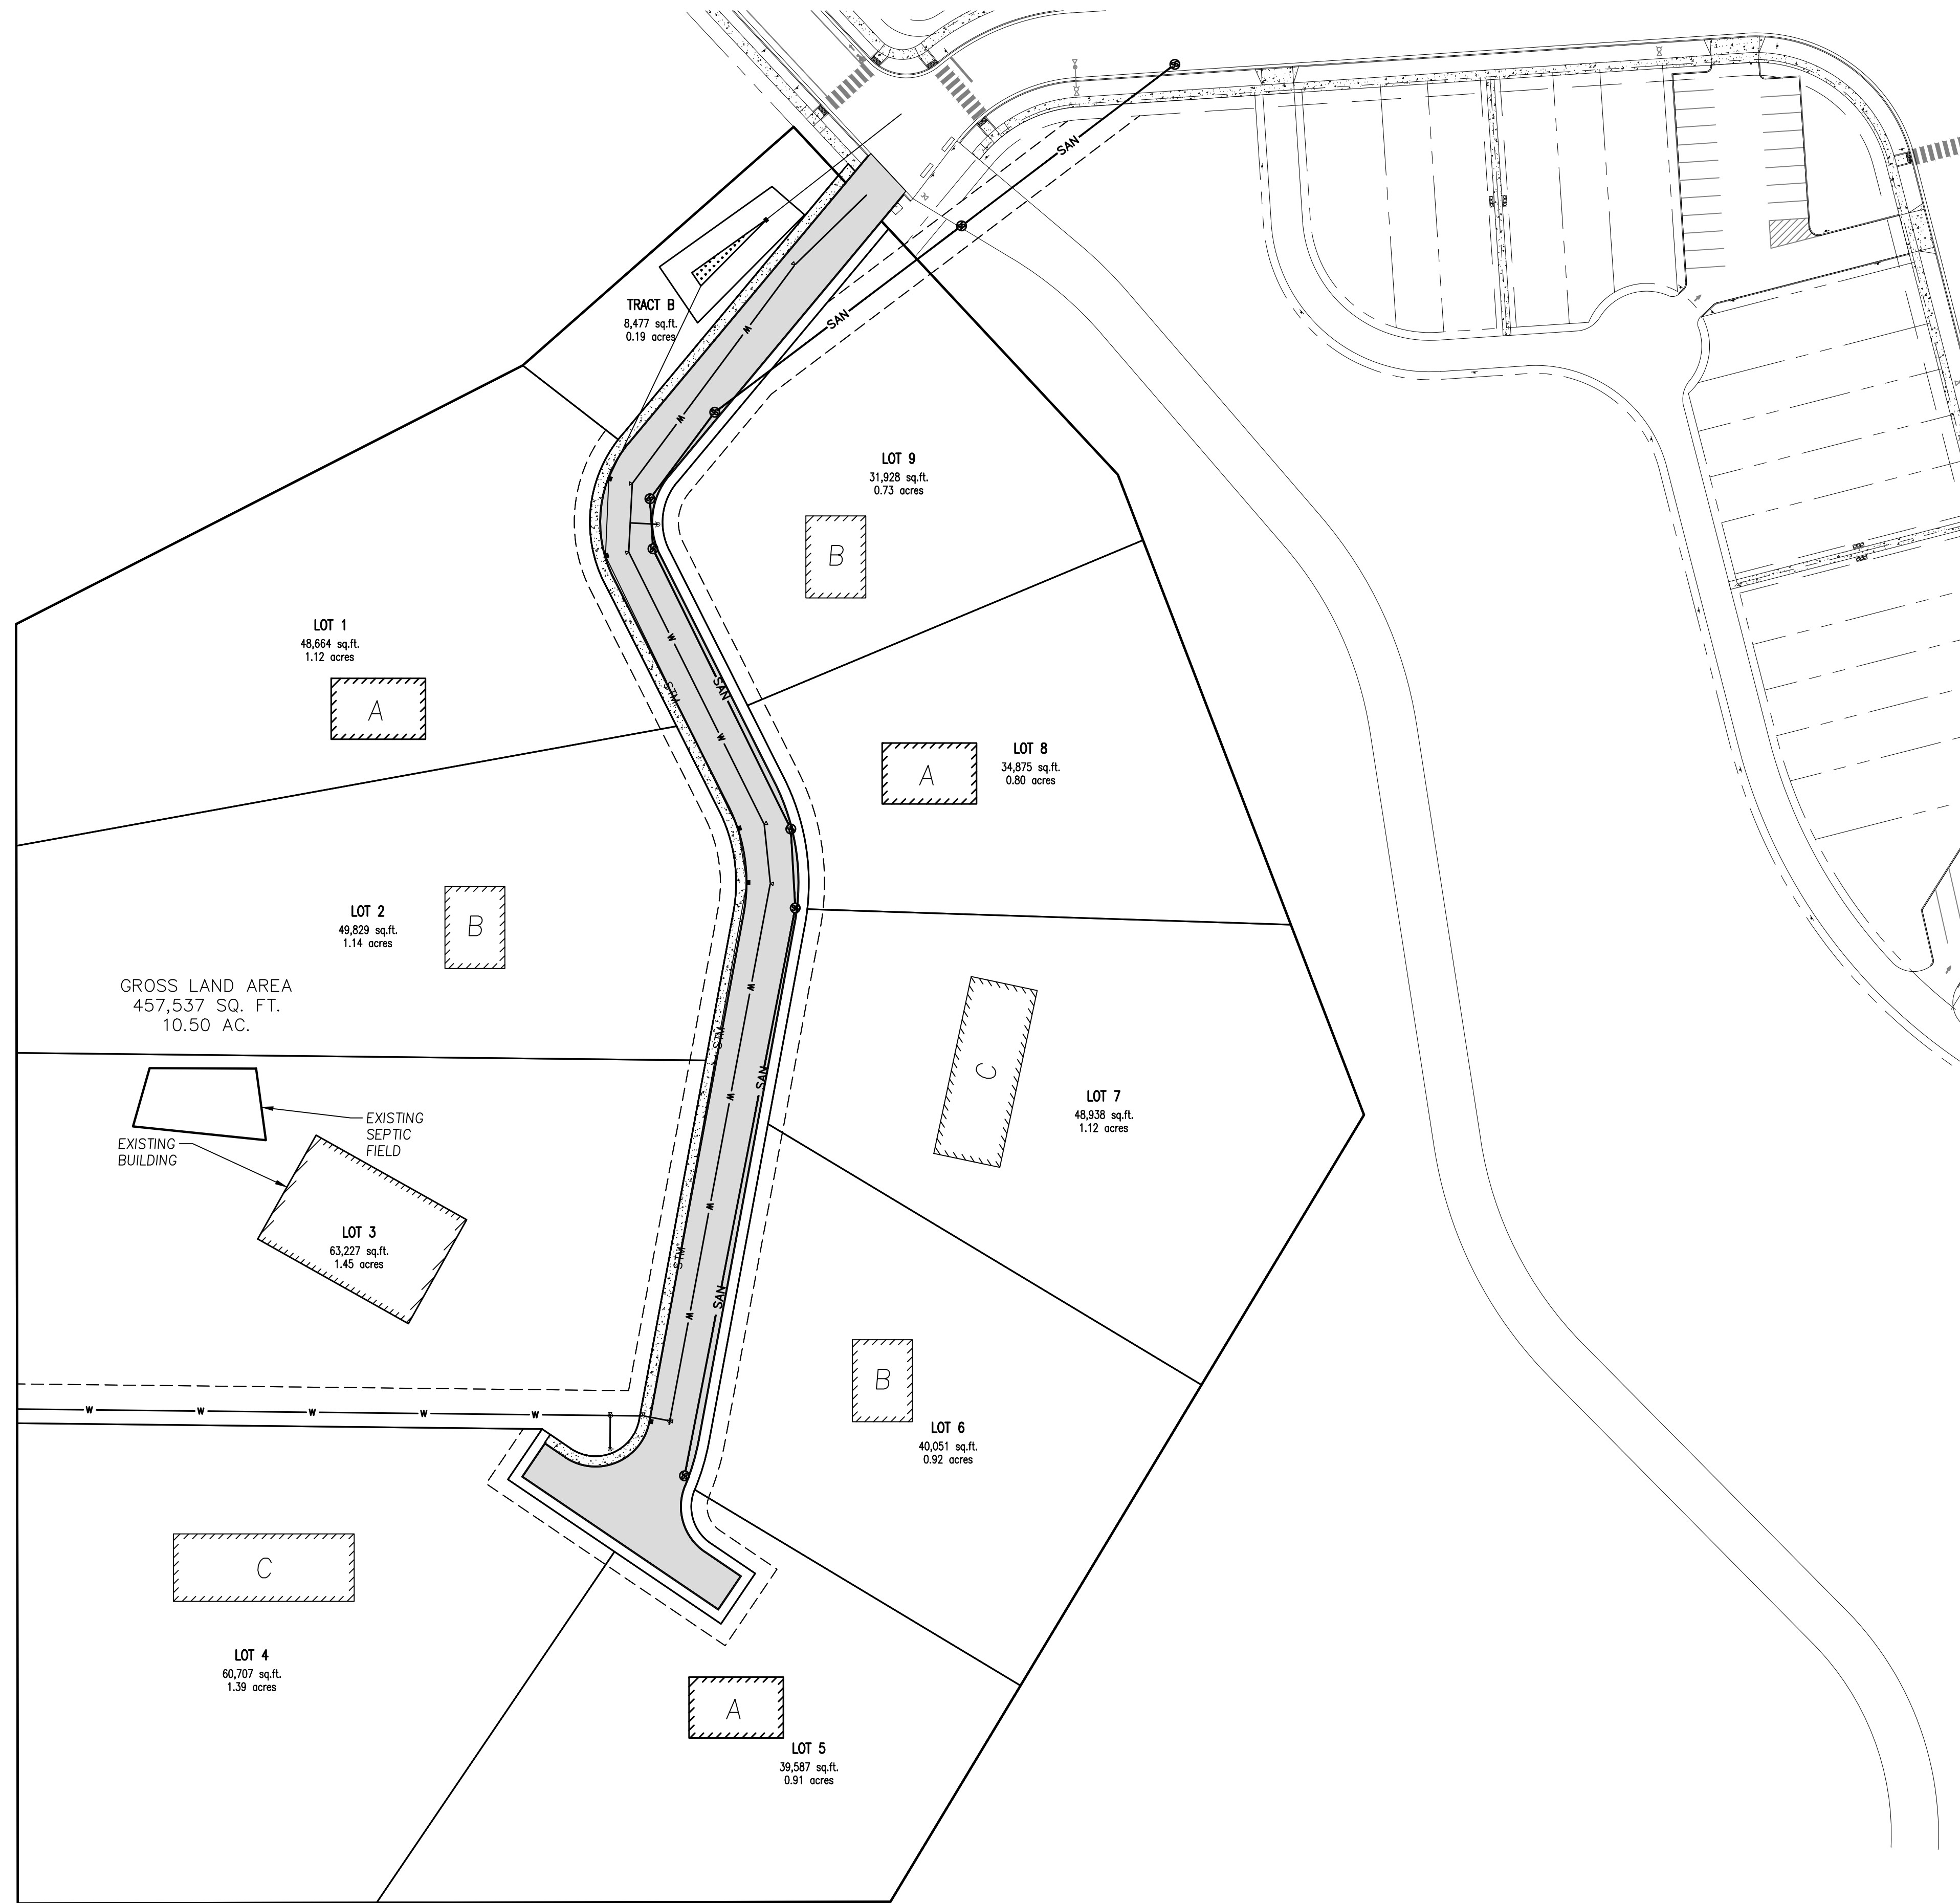 SAN
TRACT B
8,477 sq.ft.
0.19 acres
W
SAN
W
LOT 9
31,928 sq.ft.
0.73 acres
B
LOT 1
48,664 sq.ft.
1.12 acres
A
W
STM
SAN
W
A
LOT 8
34,875 sq.ft.
0.80 acres
LOT 2
49,829 sq.ft.
1.14 acres
B
GROSS LAND AREA
457,537 SQ. FT.
10.50 AC.
W
STM
SAN
W
C
LOT 7
48,938 sq.ft.
1.12 acres
EXISTING
SEPTIC
FIELD
EXISTING
BUILDING
LOT 3
63,227 sq.ft.
1.45 acres
W
STM
SAN
W
B
LOT 6
40,051 sq.ft.
0.92 acres
W
W
W
W
W
C
LOT 4
60,707 sq.ft.
1.39 acres
A
LOT 5
39,587 sq.ft.
0.91 acres